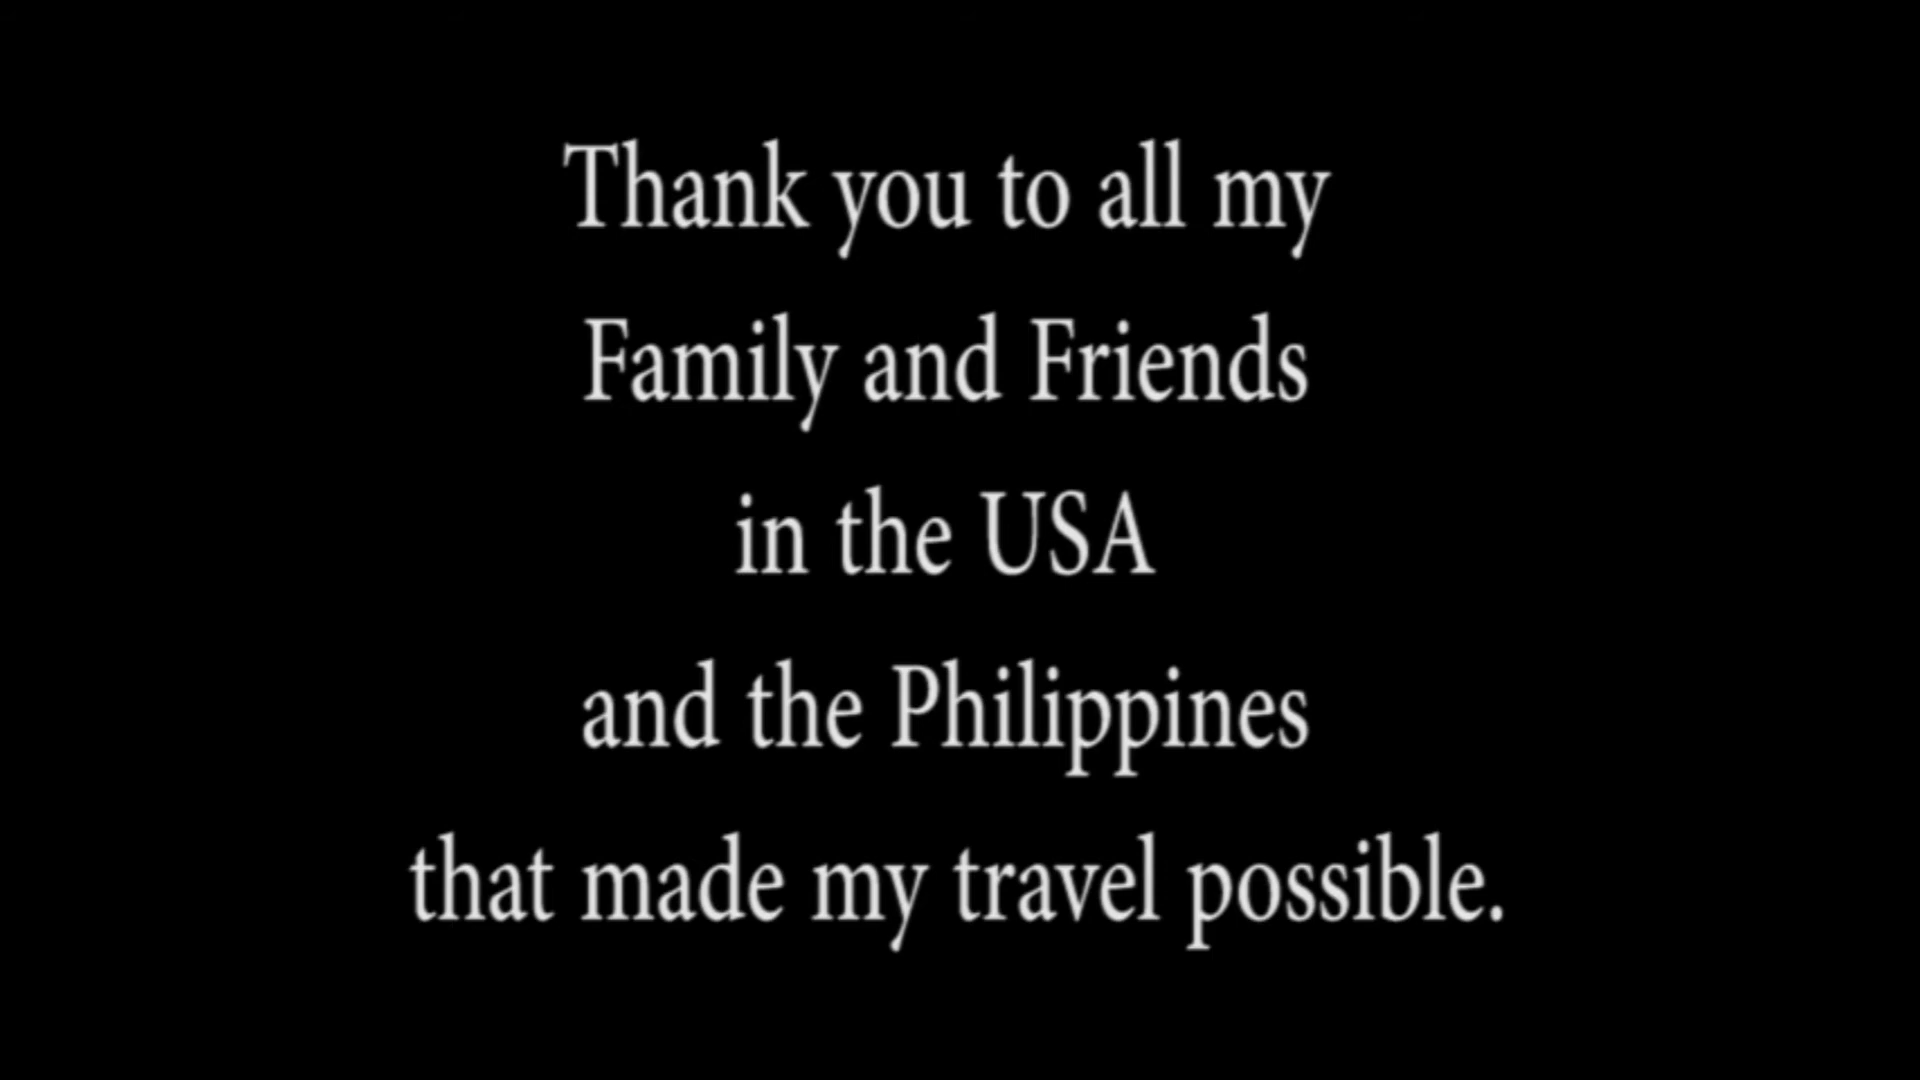 Thank you to all my
Family and Friends
in the USA
and the Philippines
that made my travel possible.